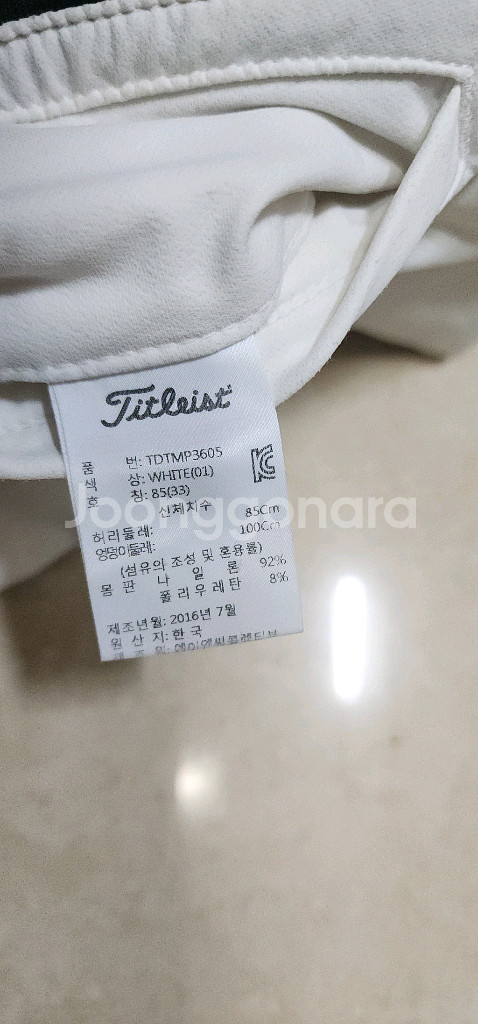 Titleist
품 번: TDTMP3605
색 상: WHITE(01)
호 칭: 85(33)
신체치수
허리둘레: 85Cm
엉덩이둘레: 100Cm
(섬유의 조성 및 혼용률)
몽 판 나 일 론 92%
폴 리 우 레 탄 8%
제조년월: 2016년 7월
원 산 지: 한 국
Joonggonara